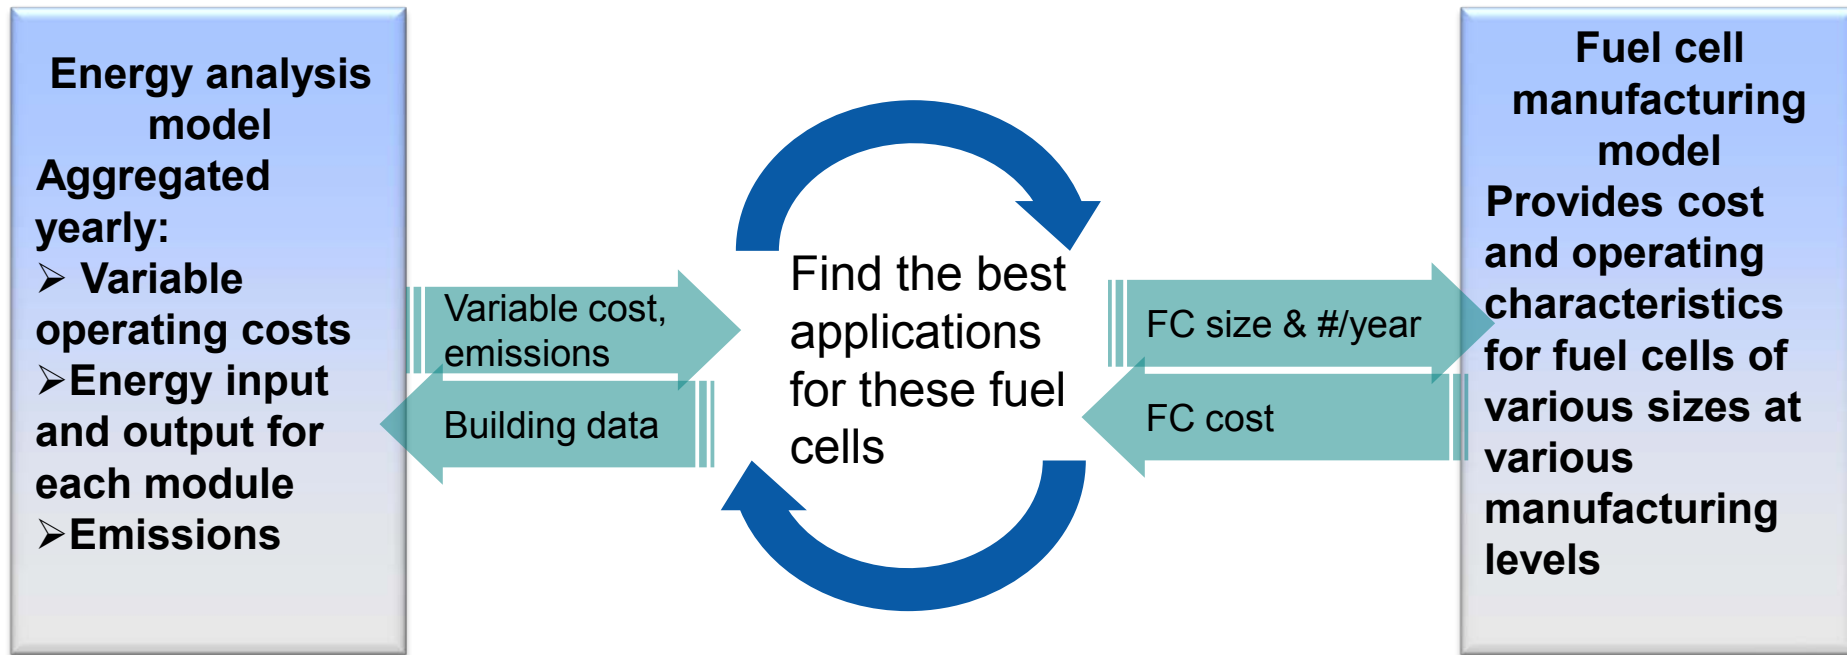 Energy analysis
model
Aggregated
yearly:
➢ Variable
operating costs
➢Energy input
and output for
each module
➢Emissions
Variable cost,
emissions
Building data
Find the best
applications
for these fuel
cells
FC size & #/year
FC cost
Fuel cell
manufacturing
model
Provides cost
and operating
characteristics
for fuel cells of
various sizes at
various
manufacturing
levels